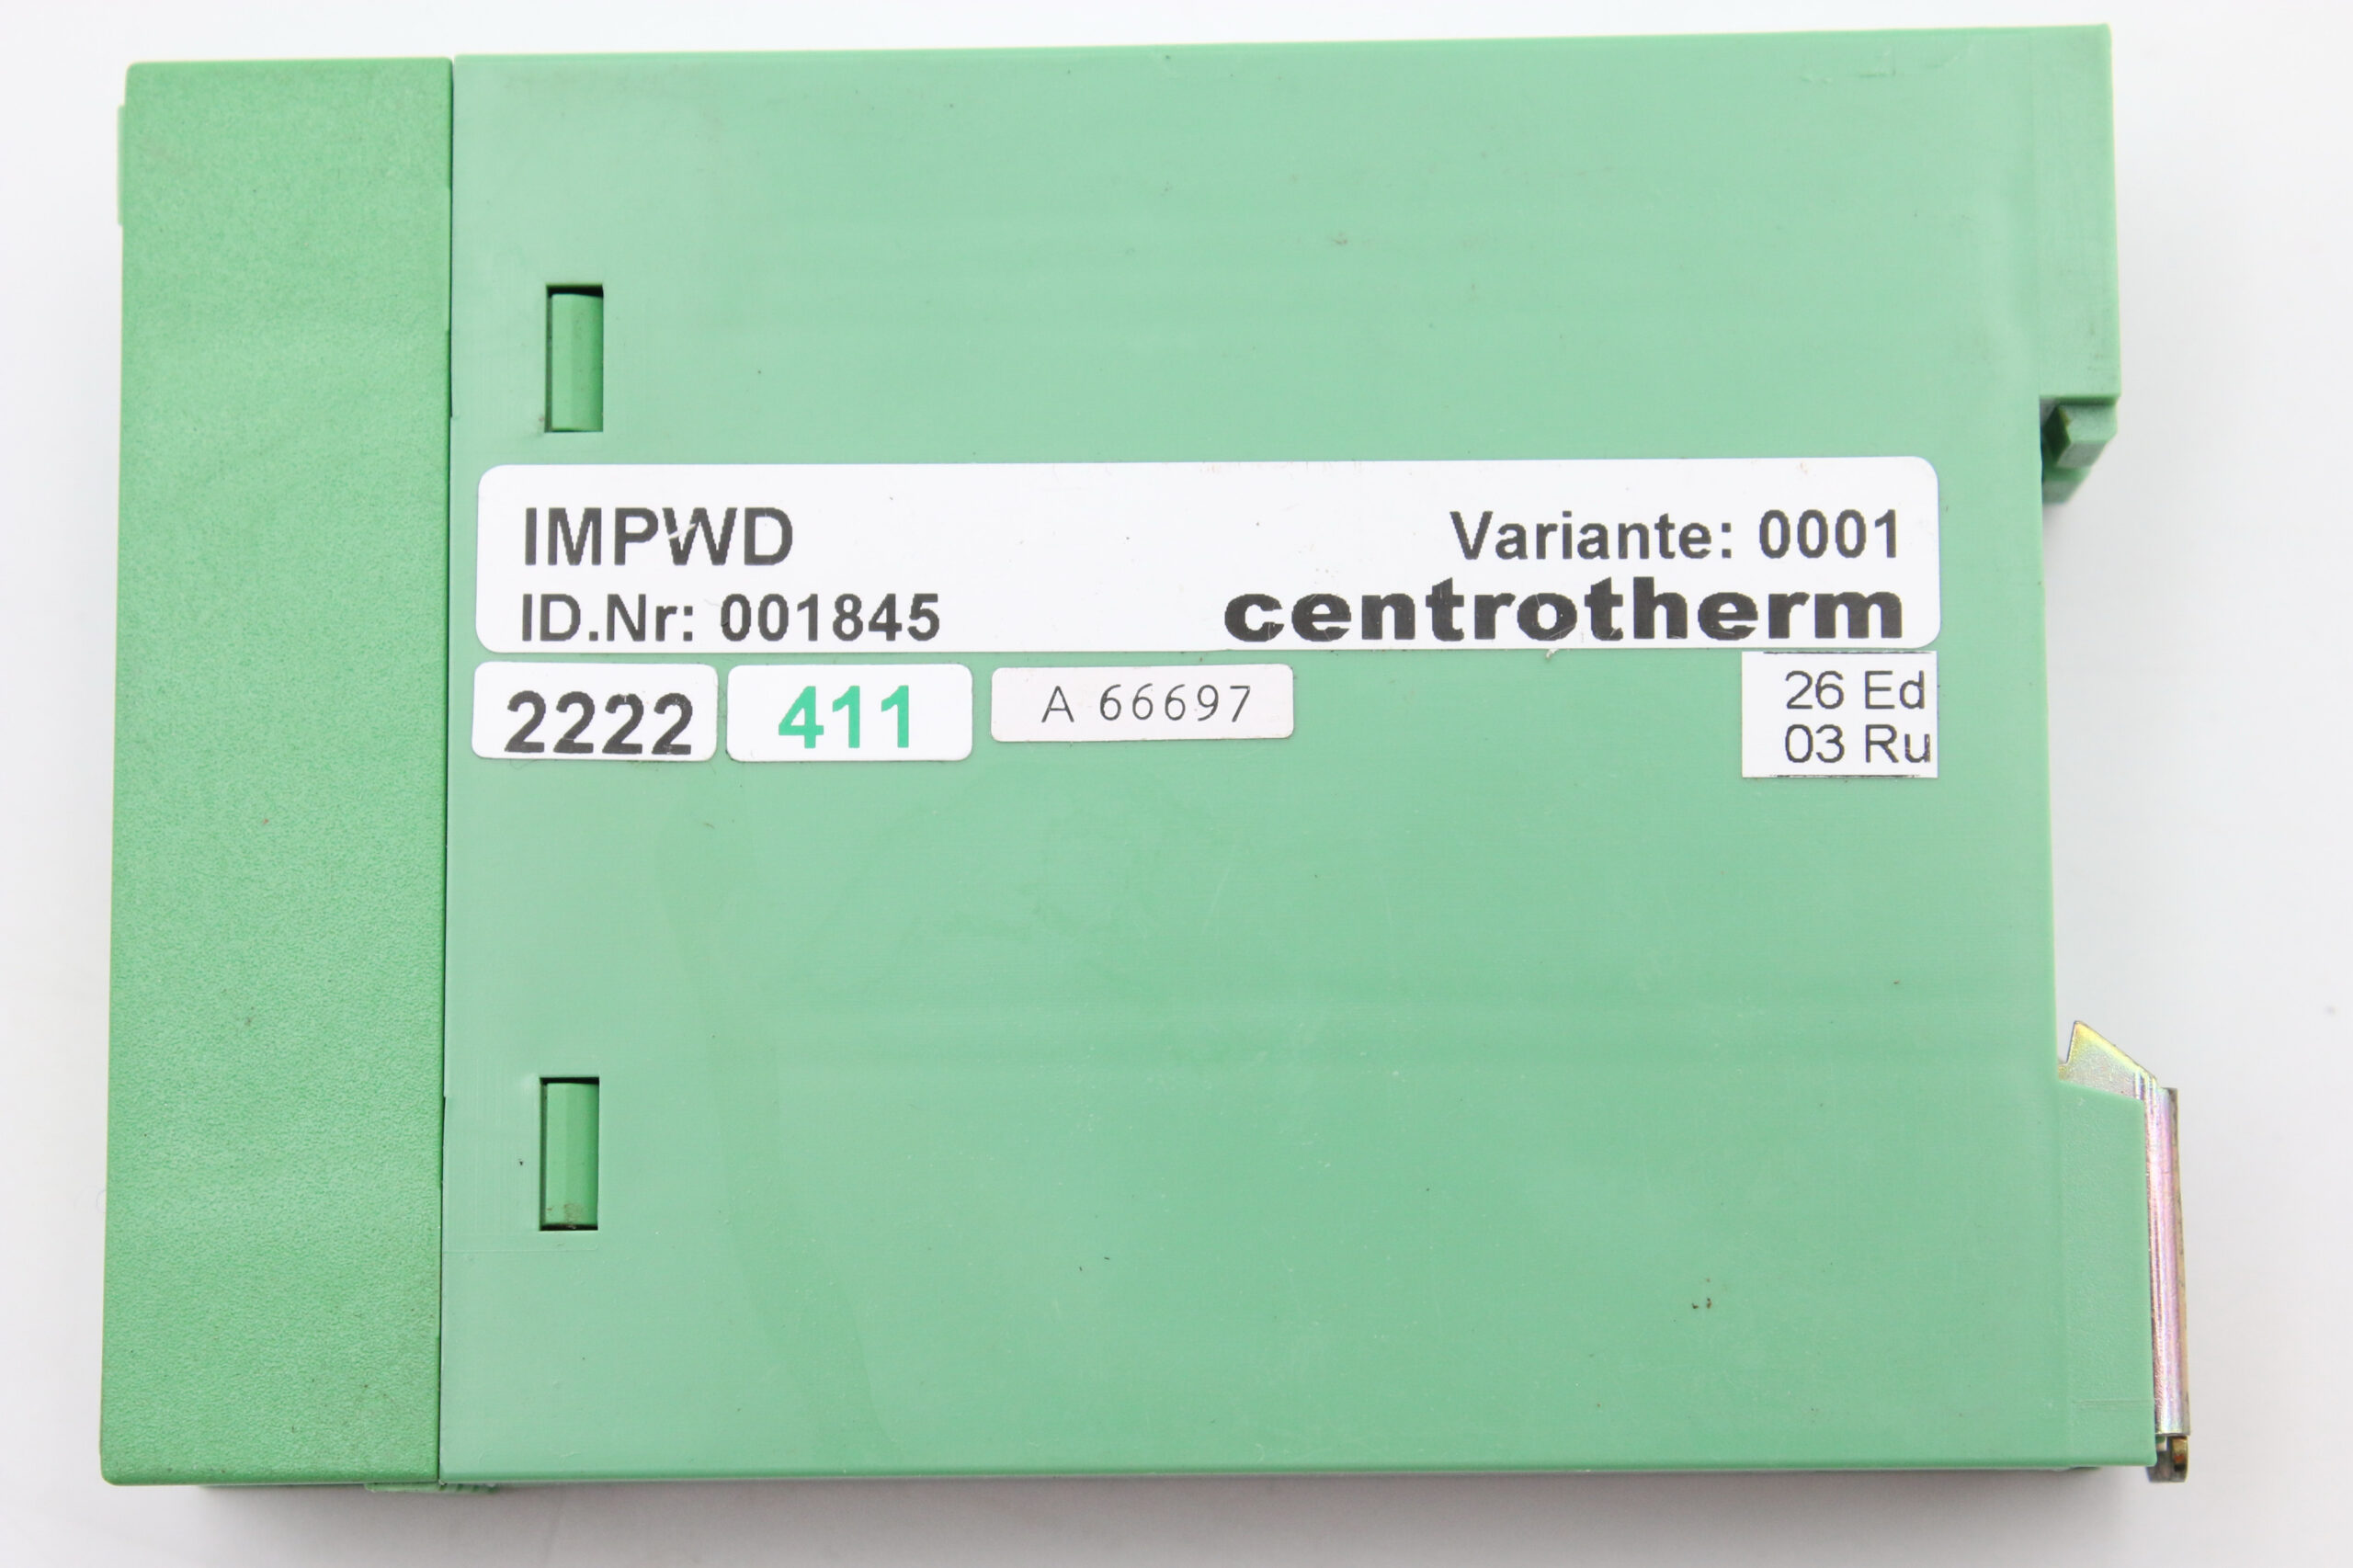 IMPWD
Variante: 0001
ID.Nr: 001845
centrotherm
2222
411
A 66697
26 Ed
03 Ru